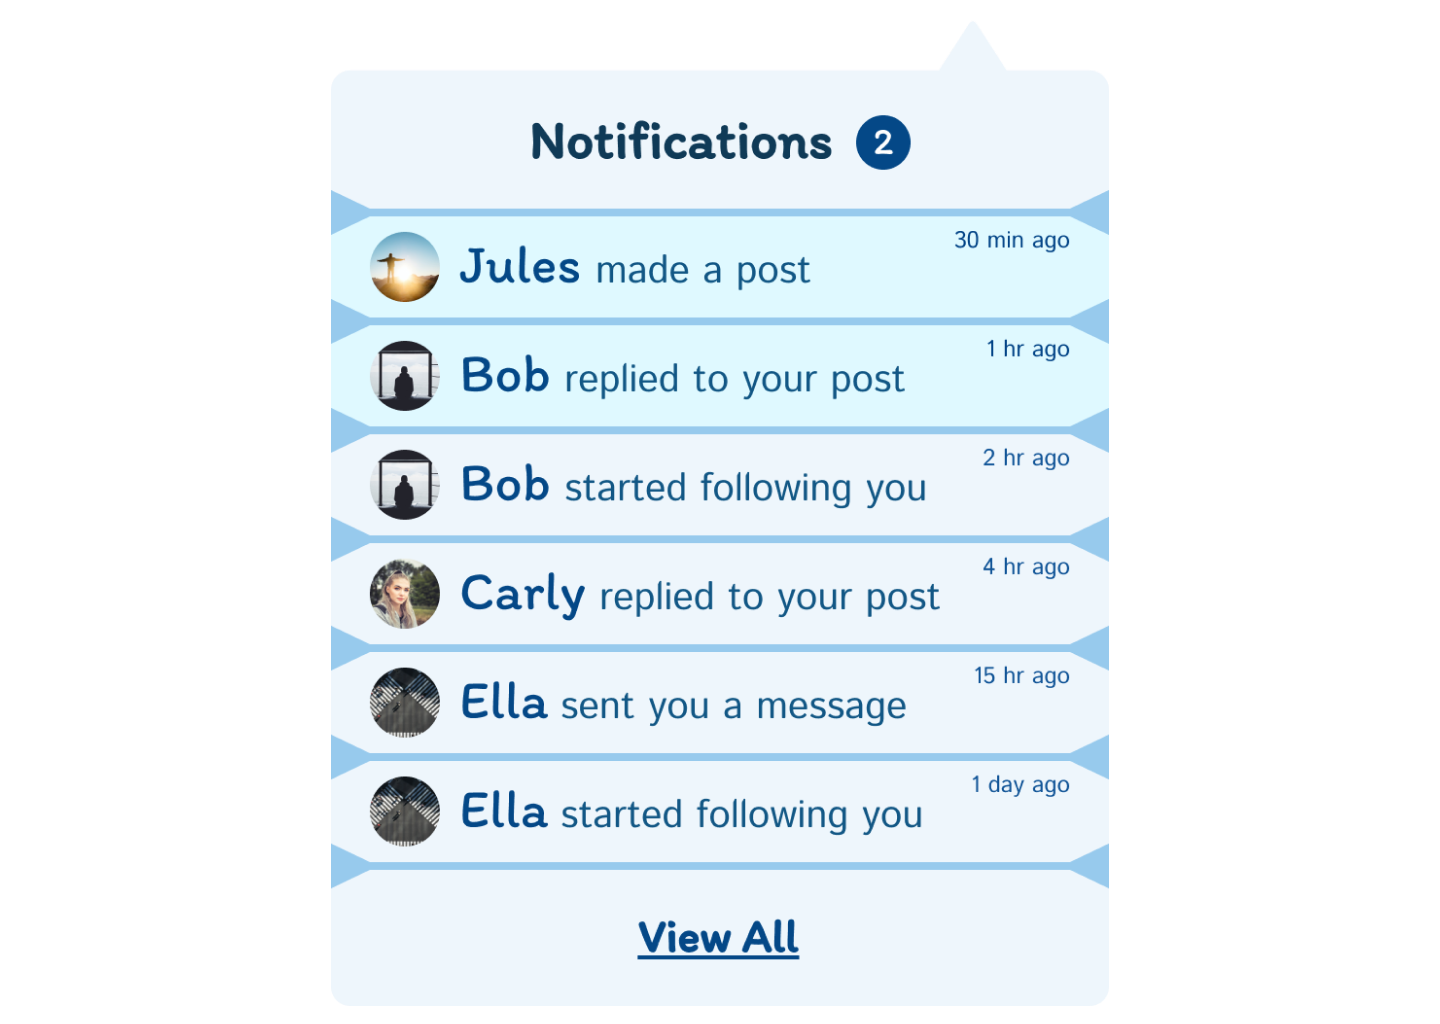 Notifications 2
30 min ago
Jules made a post
1 hr ago
Bob replied to your post
2 hr ago
Bob started following you
4 hr ago
Carly replied to your post
15 hr ago
Ella sent you a message
1 day ago
Ella started following you
View All